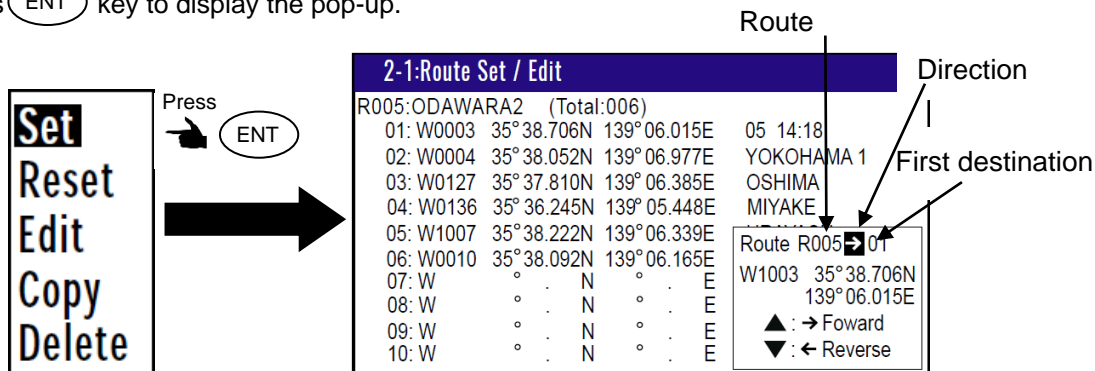 ENT key to display the pop-up.
Route
Direction
First destination
Press
ENT
Set
Reset
Edit
Copy
Delete
2-1:Route Set / Edit
R005:ODAWARA2 (Total:006)
01: W0003 35°38.706N 139°06.015E 05 14:18
02: W0004 35°38.052N 139°06.977E YOKOHAMA 1
03: W0127 35°37.810N 139°06.385E OSHIMA
04: W0136 35°36.245N 139°05.448E MIYAKE
05: W1007 35°38.222N 139°06.339E
06: W0010 35°38.092N 139°06.165E
07: W ° . N ° . E
08: W ° . N ° . E
09: W ° . N ° . E
10: W ° . N ° . E
Route R005→01
W1003 35°38.706N
139°06.015E
▲ : → Foward
▼ : ← Reverse